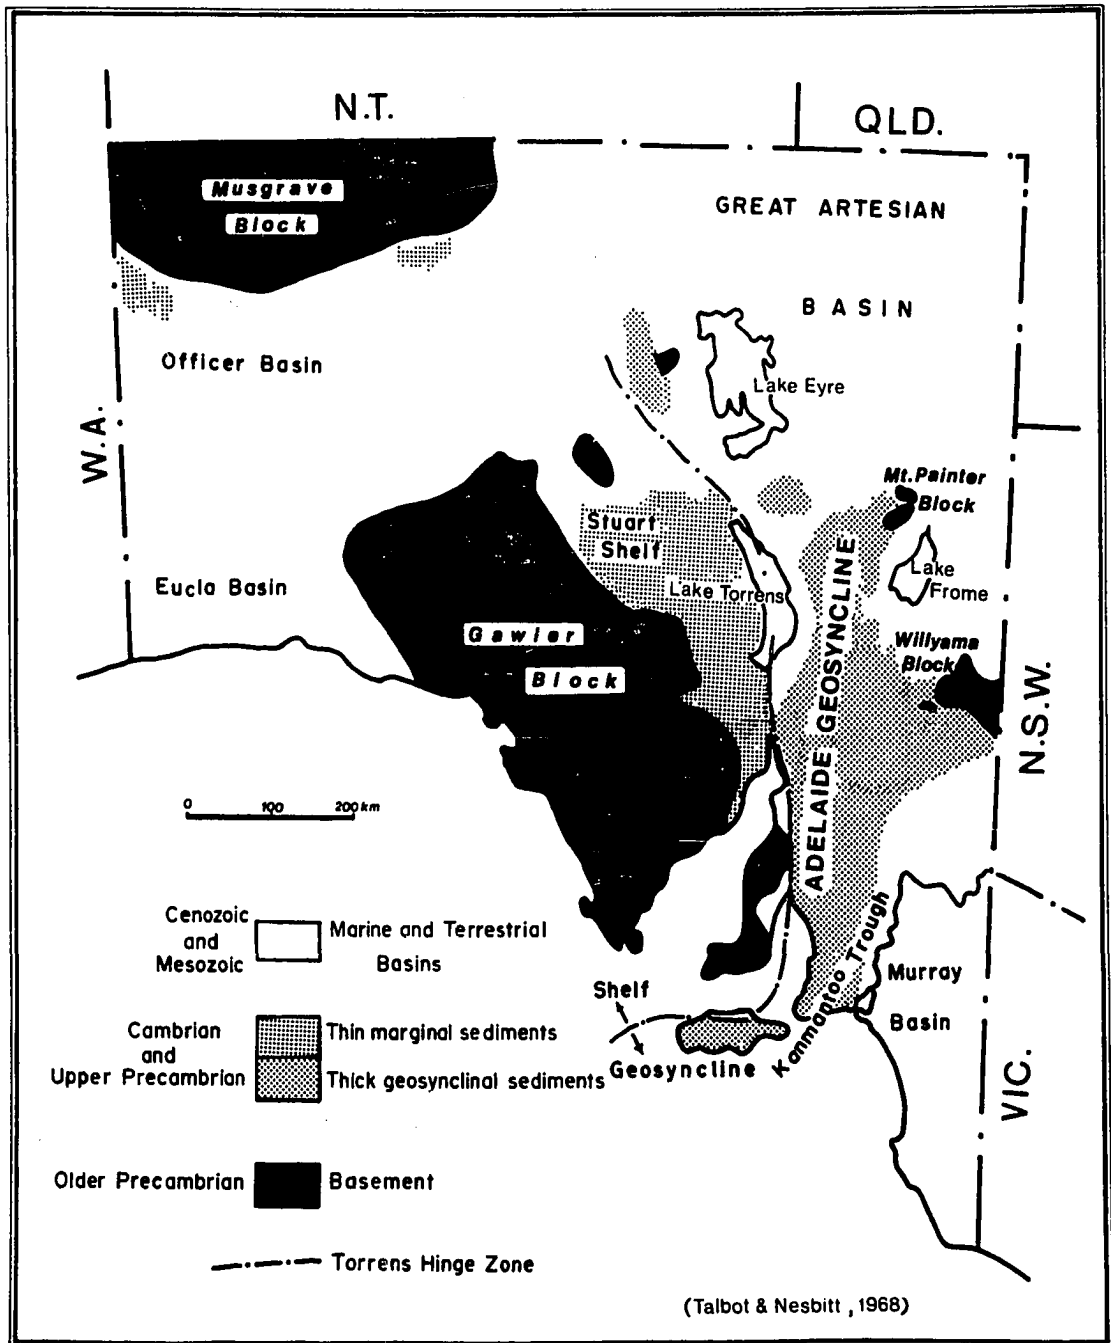 N.T.
QLD.
Musgrave
Block
GREAT ARTESIAN
BASIN
Officer Basin
Lake Eyre
W.A.
Mt. Painter
Block
Stuart
Shelf
Lake Torrens
Lake
Frome
Eucla Basin
Gawler
Block
ADELAIDE GEOSYNCLINE
Willyama
Block
N.S.W.
0 100 200 km
Kanmantoo Trough
Murray
Basin
VIC.
Shelf
Geosyncline
Cenozoic
and
Mesozoic
Marine and Terrestrial
Basins
Cambrian
and
Upper Precambrian
Thin marginal sediments
Thick geosynclinal sediments
Older Precambrian
Basement
Torrens Hinge Zone
(Talbot & Nesbitt , 1968)